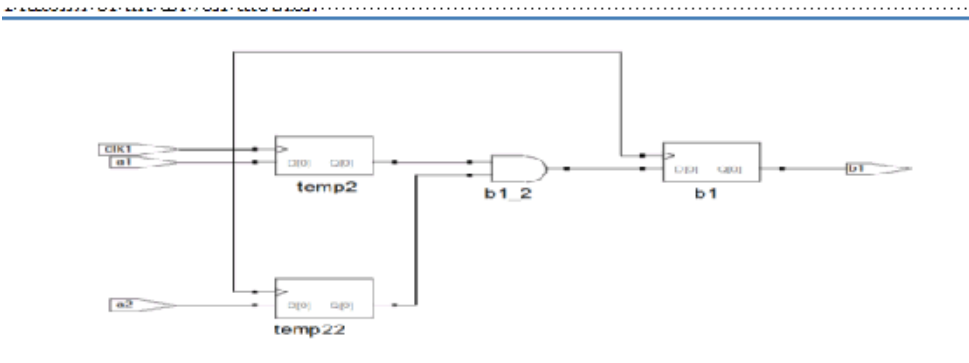 clk1
a1
D[0] Q[0]
temp2
b1_2
D[0] Q[0]
b1
b1
a2
D[0] Q[0]
temp22